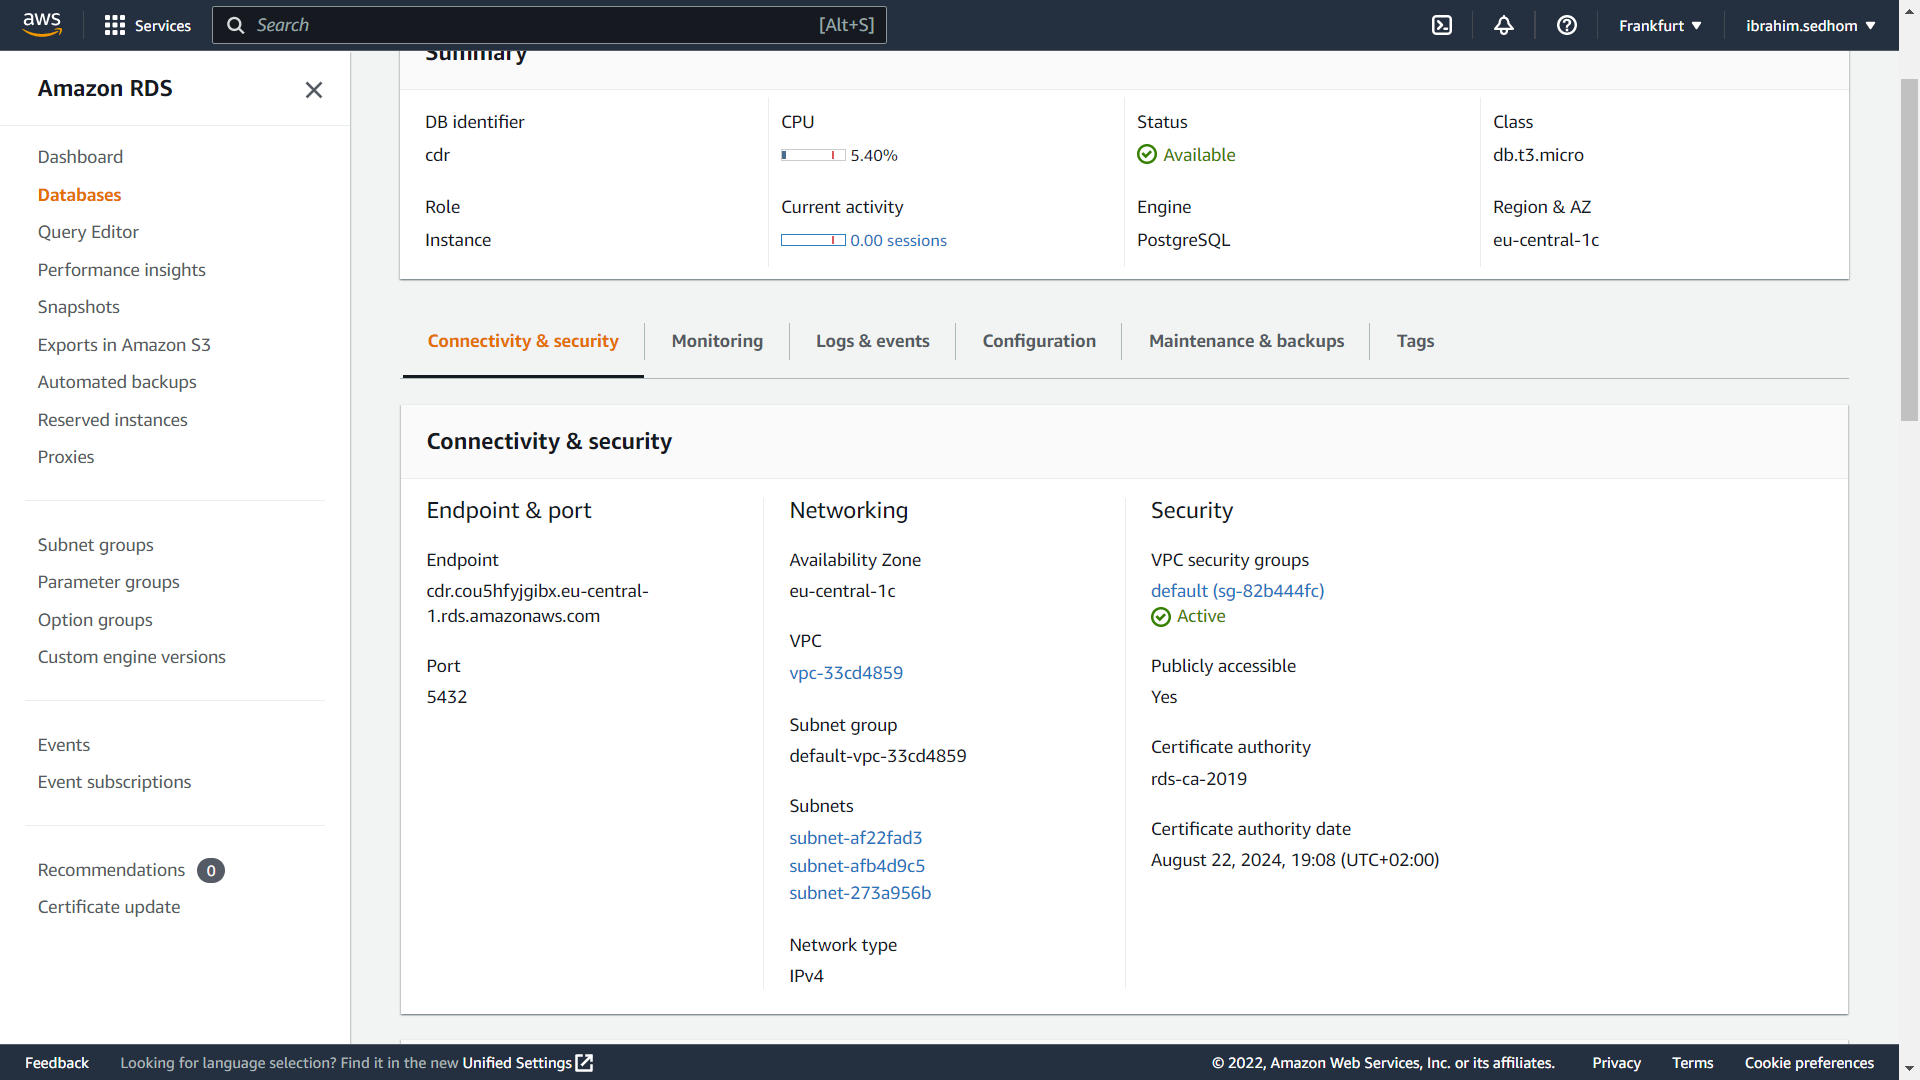 aws
Services
Search
[Alt+S]
Frankfurt
ibrahim.sedhom
Amazon RDS
Dashboard
Databases
Query Editor
Performance insights
Snapshots
Exports in Amazon S3
Automated backups
Reserved instances
Proxies
Subnet groups
Parameter groups
Option groups
Custom engine versions
Events
Event subscriptions
Recommendations 0
Certificate update
Summary
DB identifier
cdr
CPU
5.40%
Status
Available
Class
db.t3.micro
Role
Instance
Current activity
0.00 sessions
Engine
PostgreSQL
Region & AZ
eu-central-1c
Connectivity & security
Monitoring
Logs & events
Configuration
Maintenance & backups
Tags
Connectivity & security
Endpoint & port
Endpoint
cdr.cou5hfyjgibx.eu-central-
1.rds.amazonaws.com
Port
5432
Networking
Availability Zone
eu-central-1c
VPC
vpc-33cd4859
Subnet group
default-vpc-33cd4859
Subnets
subnet-af22fad3
subnet-afb4d9c5
subnet-273a956b
Network type
IPv4
Security
VPC security groups
default (sg-82b444fc)
Active
Publicly accessible
Yes
Certificate authority
rds-ca-2019
Certificate authority date
August 22, 2024, 19:08 (UTC+02:00)
Feedback
Looking for language selection? Find it in the new Unified Settings
© 2022, Amazon Web Services, Inc. or its affiliates.
Privacy
Terms
Cookie preferences